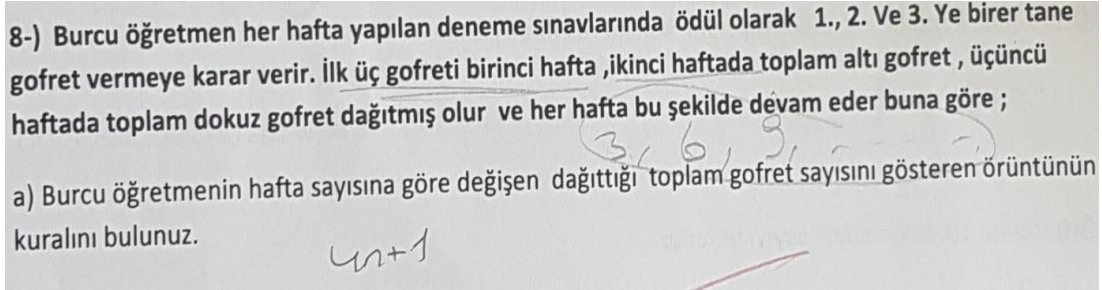 8-) Burcu öğretmen her hafta yapılan deneme sınavlarında ödül olarak 1., 2. Ve 3. Ye birer tane
gofret vermeye karar verir. İlk üç gofreti birinci hafta ,ikinci haftada toplam altı gofret , üçüncü
haftada toplam dokuz gofret dağıtmış olur ve her hafta bu şekilde devam eder buna göre ;
(3, 6, 9, - - - -)
a) Burcu öğretmenin hafta sayısına göre değişen dağıttığı toplam gofret sayısını gösteren örüntünün
kuralını bulunuz.
4n+1